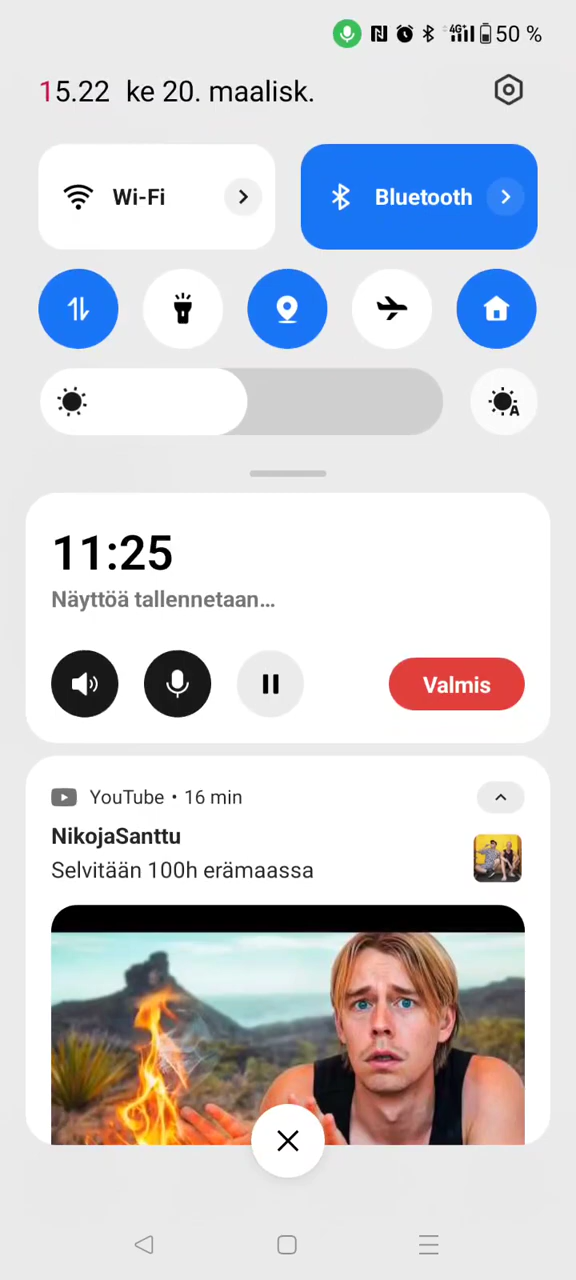 4G+ 50 %
15.22 ke 20. maalisk.
Wi-Fi
Bluetooth
A
11:25
Näyttöä tallennetaan...
Valmis
YouTube • 16 min
NikojaSanttu
Selvitään 100h erämaassa